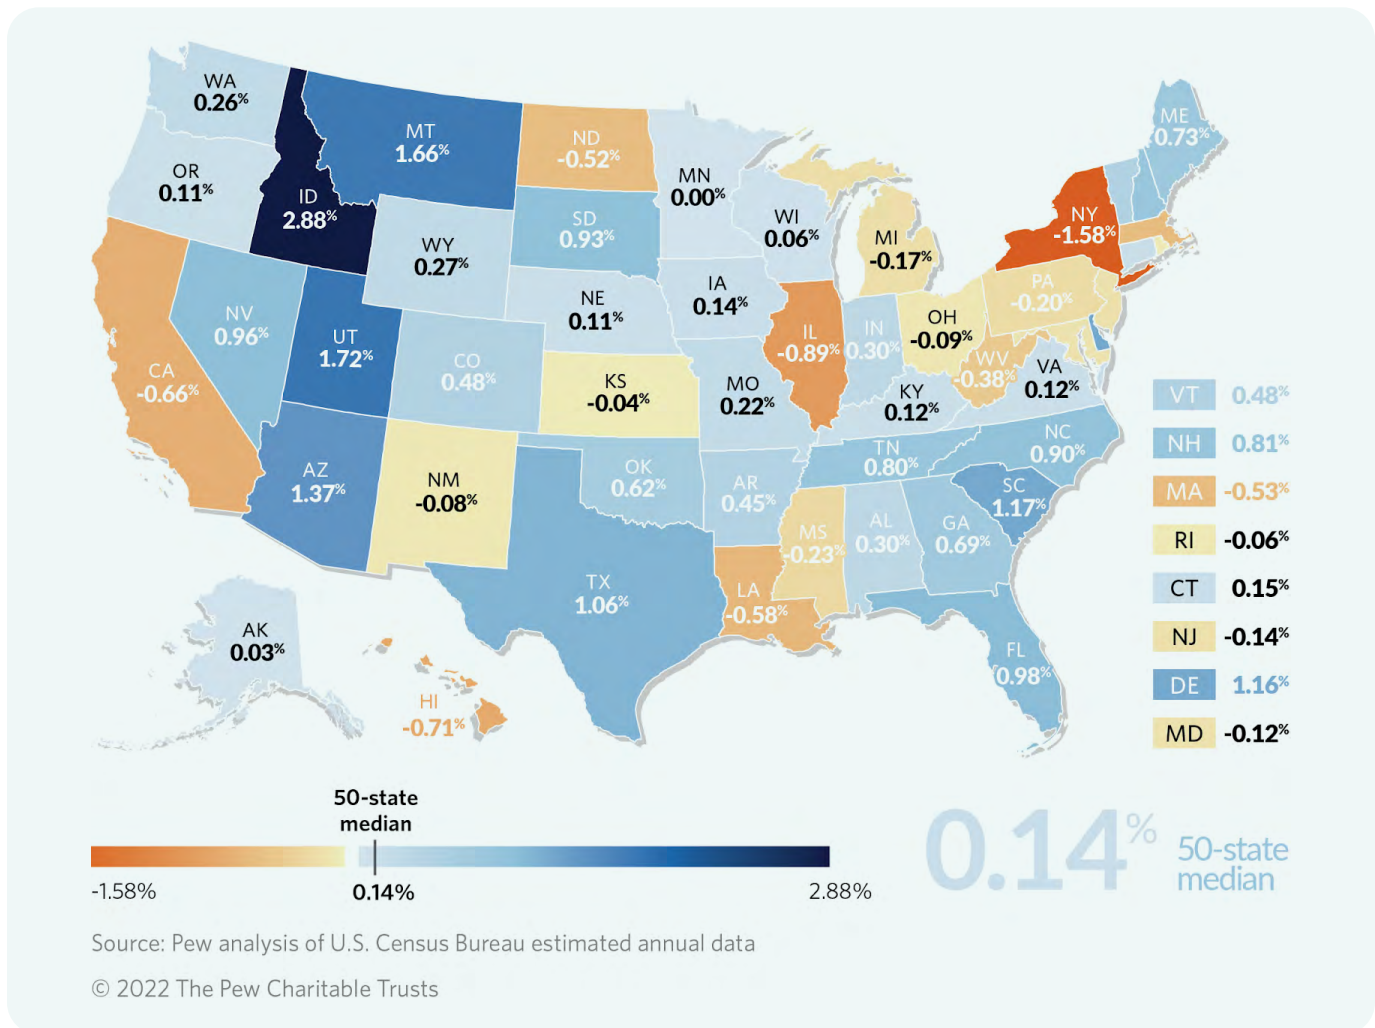 WA
0.26%
OR
0.11%
ID
2.88%
MT
1.66%
ND
-0.52%
MN
0.00%
WI
0.06%
MI
-0.17%
NY
-1.58%
ME
0.73%
WY
0.27%
SD
0.93%
NE
0.11%
IA
0.14%
IL
-0.89%
IN
0.30%
OH
-0.09%
PA
-0.20%
WV
-0.38%
VA
0.12%
CA
-0.66%
NV
0.96%
UT
1.72%
CO
0.48%
KS
-0.04%
MO
0.22%
KY
0.12%
AZ
1.37%
NM
-0.08%
OK
0.62%
AR
0.45%
TN
0.80%
NC
0.90%
SC
1.17%
TX
1.06%
LA
-0.58%
MS
-0.23%
AL
0.30%
GA
0.69%
FL
0.98%
AK
0.03%
HI
-0.71%
VT 0.48%
NH 0.81%
MA -0.53%
RI -0.06%
CT 0.15%
NJ -0.14%
DE 1.16%
MD -0.12%
50-state
median
-1.58%
0.14%
2.88%
0.14%
50-state
median
Source: Pew analysis of U.S. Census Bureau estimated annual data
© 2022 The Pew Charitable Trusts